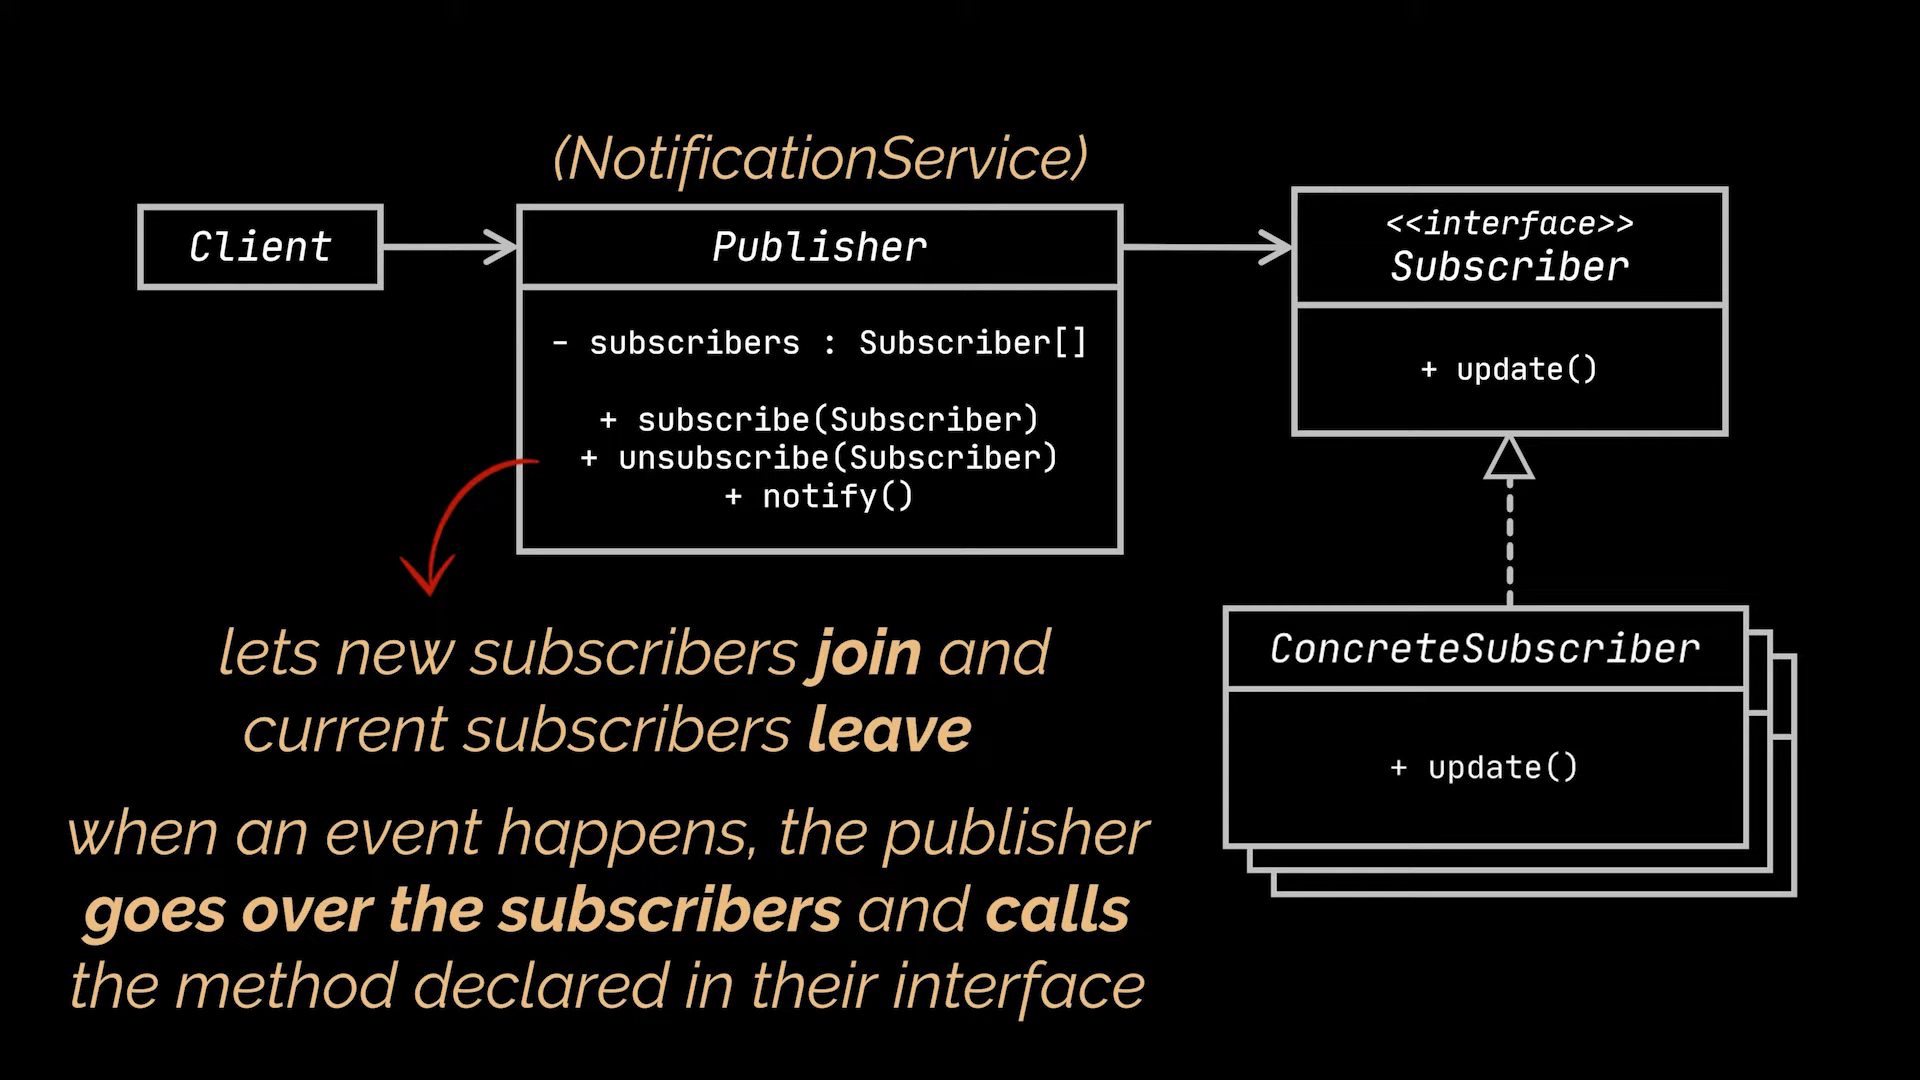 (NotificationService)
Client
Publisher
- subscribers : Subscriber[]
+ subscribe(Subscriber)
+ unsubscribe(Subscriber)
+ notify()
<<interface>>
Subscriber
+ update()
ConcreteSubscriber
+ update()
lets new subscribers join and
current subscribers leave
when an event happens, the publisher
goes over the subscribers and calls
the method declared in their interface